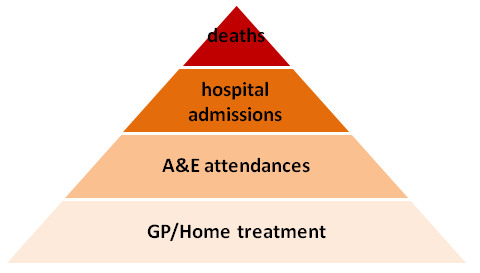 deaths
hospital
admissions
A&E attendances
GP/Home treatment